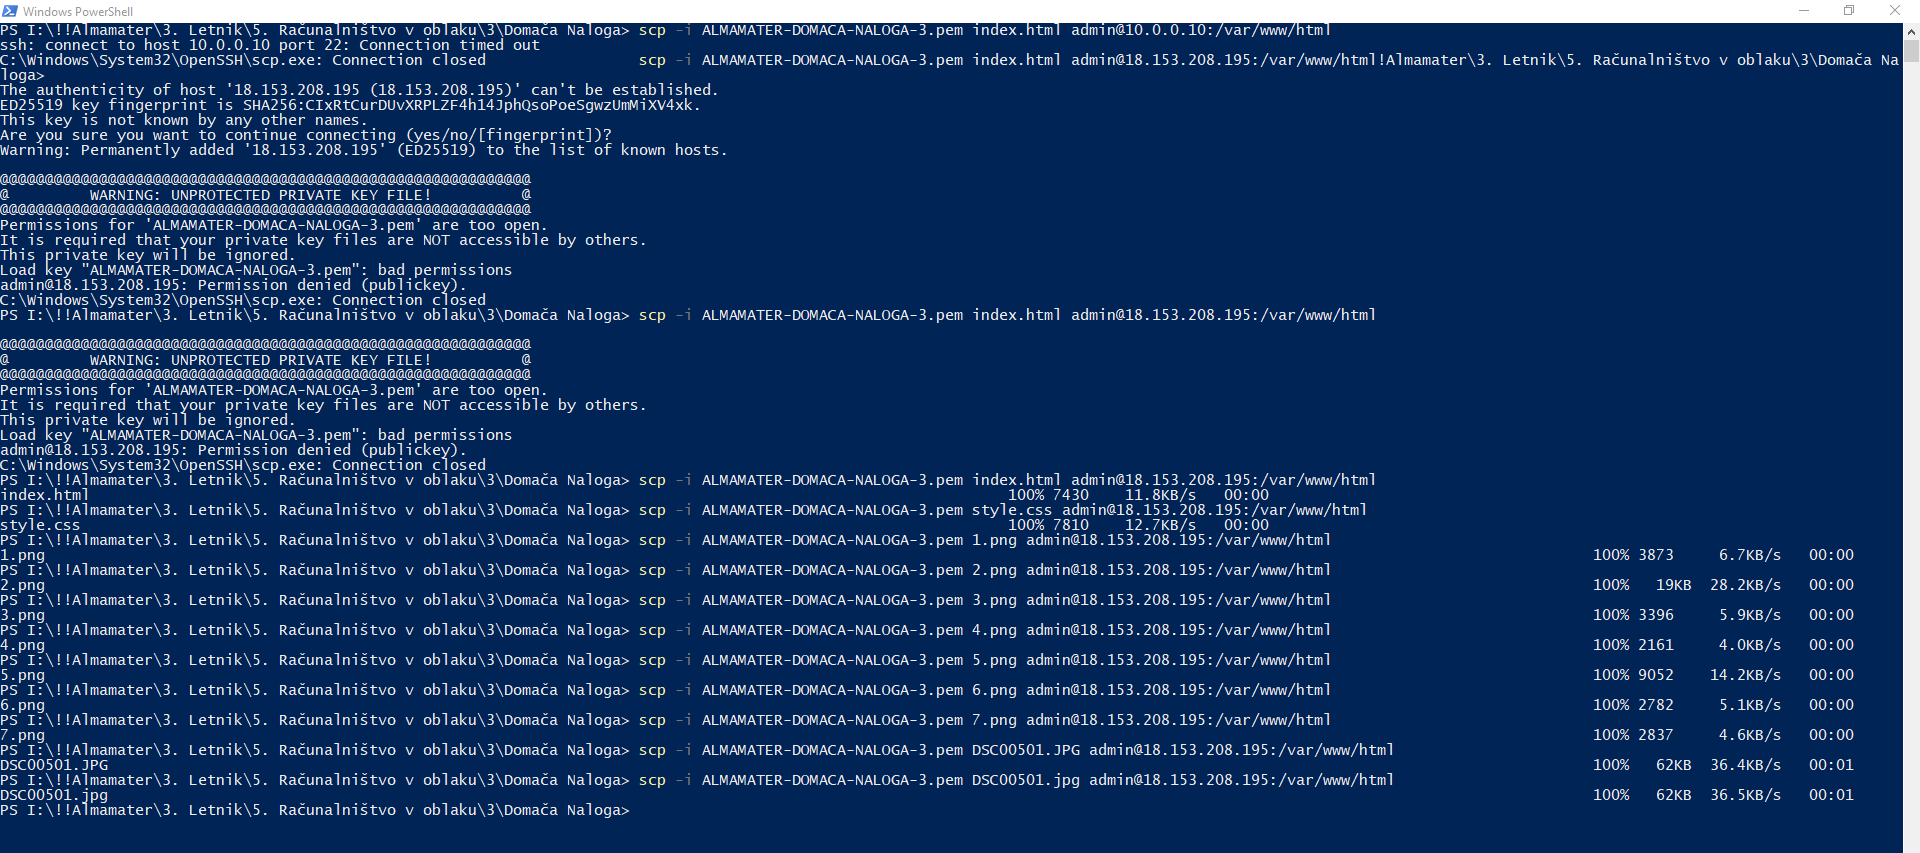 Windows PowerShell
PS I:\!!Almamater\3. Letnik\5. Računalništvo v oblaku\3\Domača Naloga> scp -i ALMAMATER-DOMACA-NALOGA-3.pem index.html admin@10.0.0.10:/var/www/html
ssh: connect to host 10.0.0.10 port 22: Connection timed out
C:\Windows\System32\OpenSSH\scp.exe: Connection closed scp -i ALMAMATER-DOMACA-NALOGA-3.pem index.html admin@18.153.208.195:/var/www/html!Almamater\3. Letnik\5. Računalništvo v oblaku\3\Domača Na
loga>
The authenticity of host '18.153.208.195 (18.153.208.195)' can't be established.
ED25519 key fingerprint is SHA256:CIxRtCurDUvXRPLZF4h14JphQsoPoeSgwzUmMiXV4xk.
This key is not known by any other names.
Are you sure you want to continue connecting (yes/no/[fingerprint])?
Warning: Permanently added '18.153.208.195' (ED25519) to the list of known hosts.
@@@@@@@@@@@@@@@@@@@@@@@@@@@@@@@@@@@@@@@@@@@@@@@@@@@@@@@@@@@
@ WARNING: UNPROTECTED PRIVATE KEY FILE! @
@@@@@@@@@@@@@@@@@@@@@@@@@@@@@@@@@@@@@@@@@@@@@@@@@@@@@@@@@@@
Permissions for 'ALMAMATER-DOMACA-NALOGA-3.pem' are too open.
It is required that your private key files are NOT accessible by others.
This private key will be ignored.
Load key "ALMAMATER-DOMACA-NALOGA-3.pem": bad permissions
admin@18.153.208.195: Permission denied (publickey).
C:\Windows\System32\OpenSSH\scp.exe: Connection closed
PS I:\!!Almamater\3. Letnik\5. Računalništvo v oblaku\3\Domača Naloga> scp -i ALMAMATER-DOMACA-NALOGA-3.pem index.html admin@18.153.208.195:/var/www/html
@@@@@@@@@@@@@@@@@@@@@@@@@@@@@@@@@@@@@@@@@@@@@@@@@@@@@@@@@@@
@ WARNING: UNPROTECTED PRIVATE KEY FILE! @
@@@@@@@@@@@@@@@@@@@@@@@@@@@@@@@@@@@@@@@@@@@@@@@@@@@@@@@@@@@
Permissions for 'ALMAMATER-DOMACA-NALOGA-3.pem' are too open.
It is required that your private key files are NOT accessible by others.
This private key will be ignored.
Load key "ALMAMATER-DOMACA-NALOGA-3.pem": bad permissions
admin@18.153.208.195: Permission denied (publickey).
C:\Windows\System32\OpenSSH\scp.exe: Connection closed
PS I:\!!Almamater\3. Letnik\5. Računalništvo v oblaku\3\Domača Naloga> scp -i ALMAMATER-DOMACA-NALOGA-3.pem index.html admin@18.153.208.195:/var/www/html
index.html 100% 7430 11.8KB/s 00:00
PS I:\!!Almamater\3. Letnik\5. Računalništvo v oblaku\3\Domača Naloga> scp -i ALMAMATER-DOMACA-NALOGA-3.pem style.css admin@18.153.208.195:/var/www/html
style.css 100% 7810 12.7KB/s 00:00
PS I:\!!Almamater\3. Letnik\5. Računalništvo v oblaku\3\Domača Naloga> scp -i ALMAMATER-DOMACA-NALOGA-3.pem 1.png admin@18.153.208.195:/var/www/html
1.png 100% 3873 6.7KB/s 00:00
PS I:\!!Almamater\3. Letnik\5. Računalništvo v oblaku\3\Domača Naloga> scp -i ALMAMATER-DOMACA-NALOGA-3.pem 2.png admin@18.153.208.195:/var/www/html
2.png 100% 19KB 28.2KB/s 00:00
PS I:\!!Almamater\3. Letnik\5. Računalništvo v oblaku\3\Domača Naloga> scp -i ALMAMATER-DOMACA-NALOGA-3.pem 3.png admin@18.153.208.195:/var/www/html
3.png 100% 3396 5.9KB/s 00:00
PS I:\!!Almamater\3. Letnik\5. Računalništvo v oblaku\3\Domača Naloga> scp -i ALMAMATER-DOMACA-NALOGA-3.pem 4.png admin@18.153.208.195:/var/www/html
4.png 100% 2161 4.0KB/s 00:00
PS I:\!!Almamater\3. Letnik\5. Računalništvo v oblaku\3\Domača Naloga> scp -i ALMAMATER-DOMACA-NALOGA-3.pem 5.png admin@18.153.208.195:/var/www/html
5.png 100% 9052 14.2KB/s 00:00
PS I:\!!Almamater\3. Letnik\5. Računalništvo v oblaku\3\Domača Naloga> scp -i ALMAMATER-DOMACA-NALOGA-3.pem 6.png admin@18.153.208.195:/var/www/html
6.png 100% 2782 5.1KB/s 00:00
PS I:\!!Almamater\3. Letnik\5. Računalništvo v oblaku\3\Domača Naloga> scp -i ALMAMATER-DOMACA-NALOGA-3.pem 7.png admin@18.153.208.195:/var/www/html
7.png 100% 2837 4.6KB/s 00:00
PS I:\!!Almamater\3. Letnik\5. Računalništvo v oblaku\3\Domača Naloga> scp -i ALMAMATER-DOMACA-NALOGA-3.pem DSC00501.JPG admin@18.153.208.195:/var/www/html
DSC00501.JPG 100% 62KB 36.4KB/s 00:01
PS I:\!!Almamater\3. Letnik\5. Računalništvo v oblaku\3\Domača Naloga> scp -i ALMAMATER-DOMACA-NALOGA-3.pem DSC00501.jpg admin@18.153.208.195:/var/www/html
DSC00501.jpg 100% 62KB 36.5KB/s 00:01
PS I:\!!Almamater\3. Letnik\5. Računalništvo v oblaku\3\Domača Naloga>